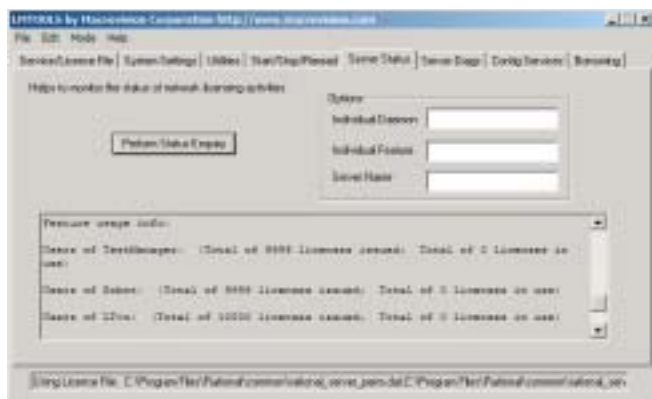 LMTOOLS by Macrovision Corporation http://www.macrovision.com
File Edit Mode Help
Service/License File System Settings Utilities Start/Stop/Reread Server Status Server Diags Config Services Borrowing
Helps to monitor the status of network licensing activities
Options
Individual Daemon
Perform Status Enquiry
Individual Feature
Server Name
Feature usage info:
Users of TestManager: (Total of 9999 licenses issued; Total of 0 licenses in
use)
Users of Robot: (Total of 9999 licenses issued; Total of 0 licenses in use)
Users of : (Total of 10000 licenses issued; Total of 0 licenses in use)
Using License File: C:\Program Files\Rational\common\rational_server_perm.dat;C:\Program Files\Rational\common\rational_serv